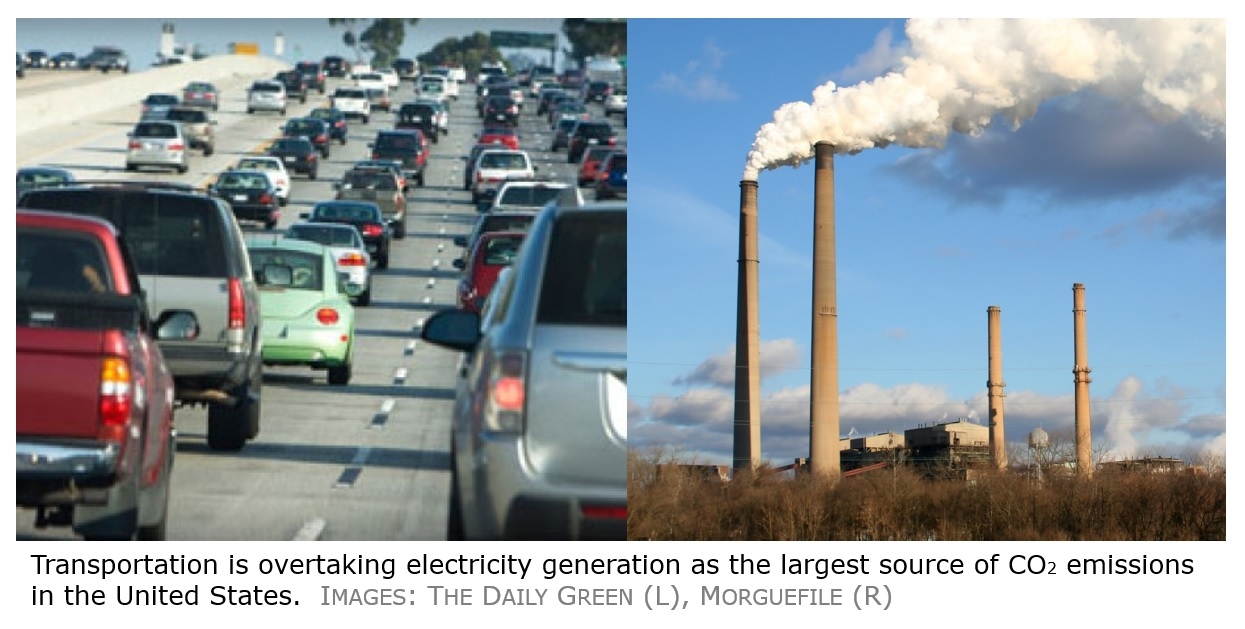 Transportation is overtaking electricity generation as the largest source of CO₂ emissions
in the United States. IMAGES: THE DAILY GREEN (L), MORGUEFILE (R)